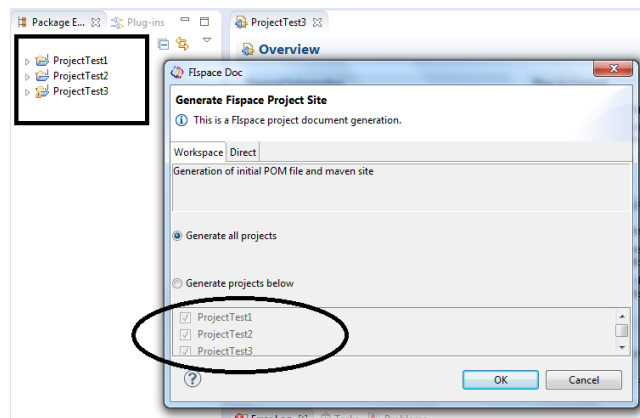 Package E...
Plug-ins
ProjectTest3
ProjectTest1
ProjectTest2
ProjectTest3
Overview
FIspace Doc
Generate Fispace Project Site
This is a FIspace project document generation.
Workspace Direct
Generation of initial POM file and maven site
Generate all projects
Generate projects below
ProjectTest1
ProjectTest2
ProjectTest3
OK Cancel
Error Log Tasks Problems